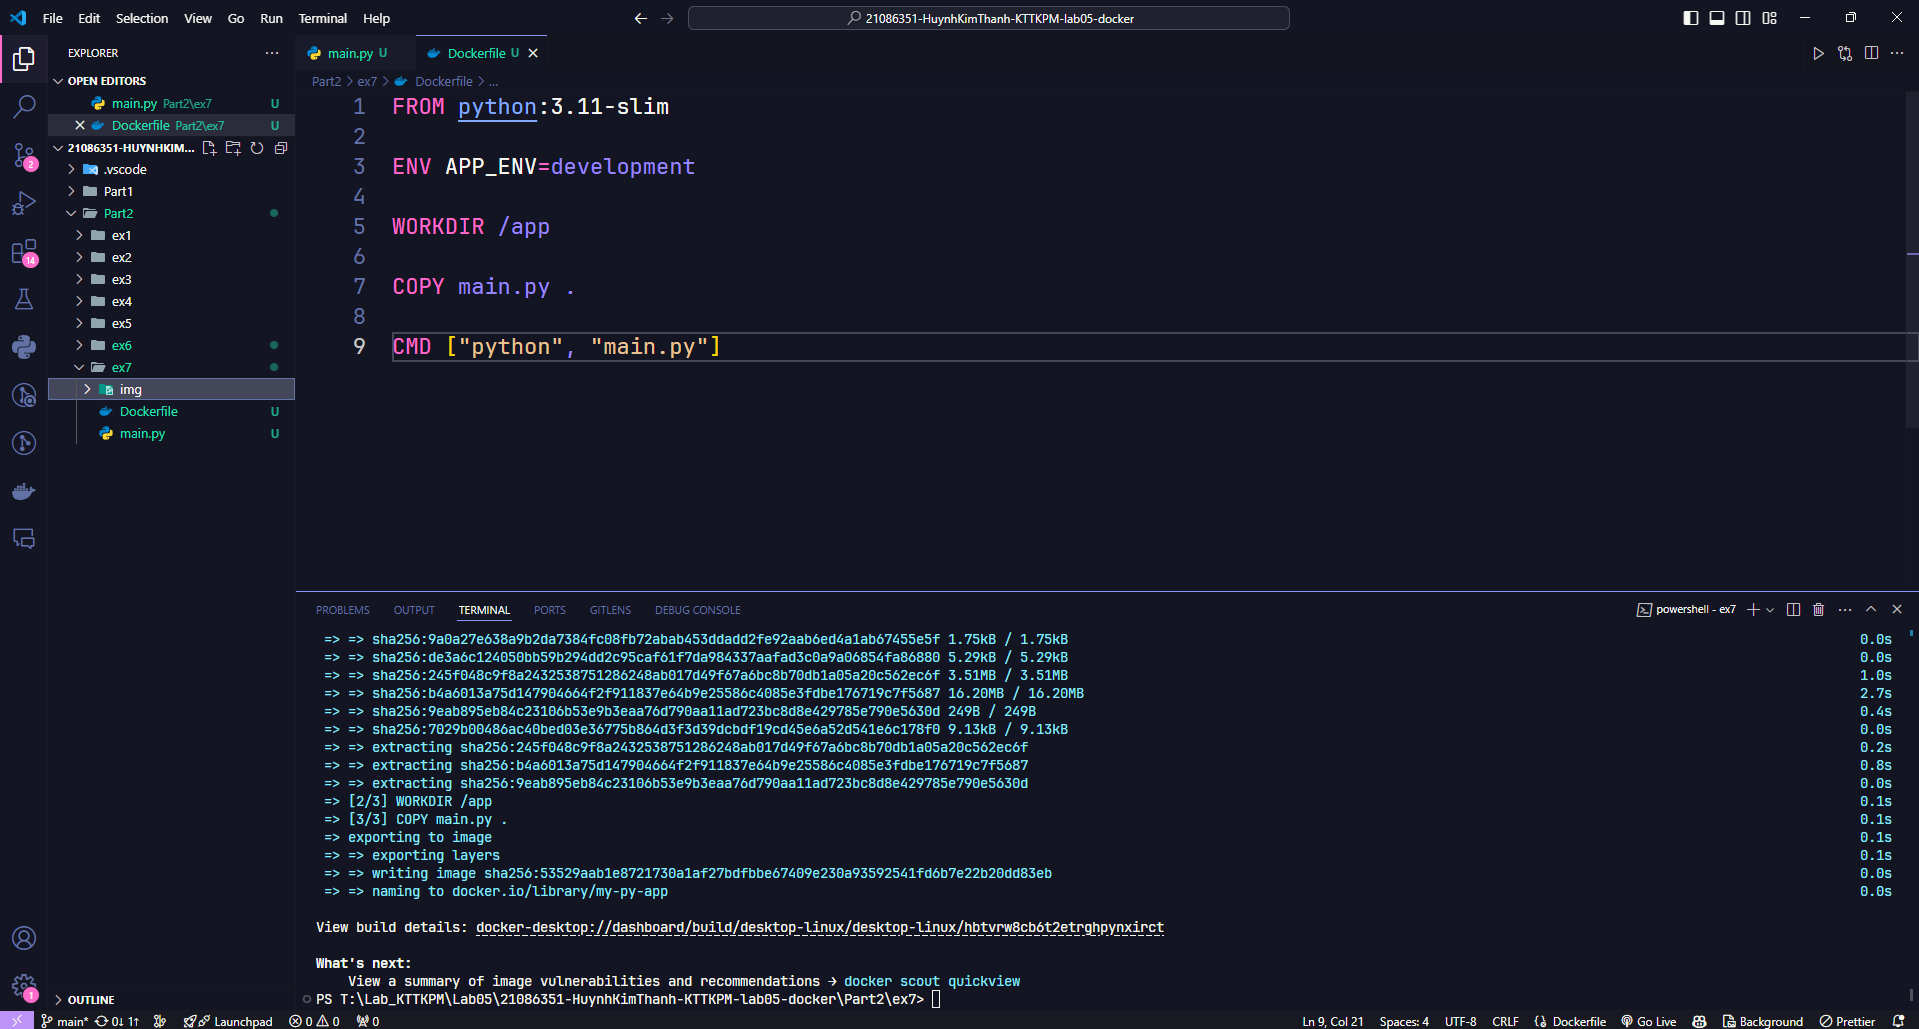 File Edit Selection View Go Run Terminal Help
21086351-HuynhKimThanh-KTTKPM-lab05-docker
EXPLORER
OPEN EDITORS
main.py Part2\ex7 U
Dockerfile Part2\ex7 U
21086351-HUYNHKIM...
.vscode
Part1
Part2
ex1
ex2
ex3
ex4
ex5
ex6
ex7
img
Dockerfile U
main.py U
OUTLINE
2
14
1
main.py U
Dockerfile U
Part2 > ex7 > Dockerfile > ...
1 FROM python:3.11-slim
2
3 ENV APP_ENV=development
4
5 WORKDIR /app
6
7 COPY main.py .
8
9 CMD ["python", "main.py"]
PROBLEMS OUTPUT TERMINAL PORTS GITLENS DEBUG CONSOLE
powershell - ex7
=> => sha256:9a0a27e638a9b2da7384fc08fb72abab453ddadd2fe92aab6ed4a1ab67455e5f 1.75kB / 1.75kB 0.0s
=> => sha256:de3a6c124050bb59b294dd2c95caf61f7da984337aafad3c0a9a06854fa86880 5.29kB / 5.29kB 0.0s
=> => sha256:245f048c9f8a2432538751286248ab017d49f67a6bc8b70db1a05a20c562ec6f 3.51MB / 3.51MB 1.0s
=> => sha256:b4a6013a75d147904664f2f911837e64b9e25586c4085e3fdbe176719c7f5687 16.20MB / 16.20MB 2.7s
=> => sha256:9eab895eb84c23106b53e9b3eaa76d790aa11ad723bc8d8e429785e790e5630d 249B / 249B 0.4s
=> => sha256:7029b00486ac40bed03e36775b864d3f3d39dcbdf19cd45e6a52d541e6c178f0 9.13kB / 9.13kB 0.0s
=> => extracting sha256:245f048c9f8a2432538751286248ab017d49f67a6bc8b70db1a05a20c562ec6f 0.2s
=> => extracting sha256:b4a6013a75d147904664f2f911837e64b9e25586c4085e3fdbe176719c7f5687 0.8s
=> => extracting sha256:9eab895eb84c23106b53e9b3eaa76d790aa11ad723bc8d8e429785e790e5630d 0.0s
=> [2/3] WORKDIR /app 0.1s
=> [3/3] COPY main.py . 0.1s
=> exporting to image 0.1s
=> => exporting layers 0.1s
=> => writing image sha256:53529aab1e8721730a1af27bdfbbe67409e230a93592541fd6b7e22b20dd83eb 0.0s
=> => naming to docker.io/library/my-py-app 0.0s
View build details: docker-desktop://dashboard/build/desktop-linux/desktop-linux/hbtvrw8cb6t2etrghpynxirct
What's next:
View a summary of image vulnerabilities and recommendations → docker scout quickview
PS T:\Lab_KTTKPM\Lab05\21086351-HuynhKimThanh-KTTKPM-lab05-docker\Part2\ex7>
main* 0↓ 1↑ Launchpad 0 0 0 Ln 9, Col 21 Spaces: 4 UTF-8 CRLF Dockerfile Go Live Background Prettier